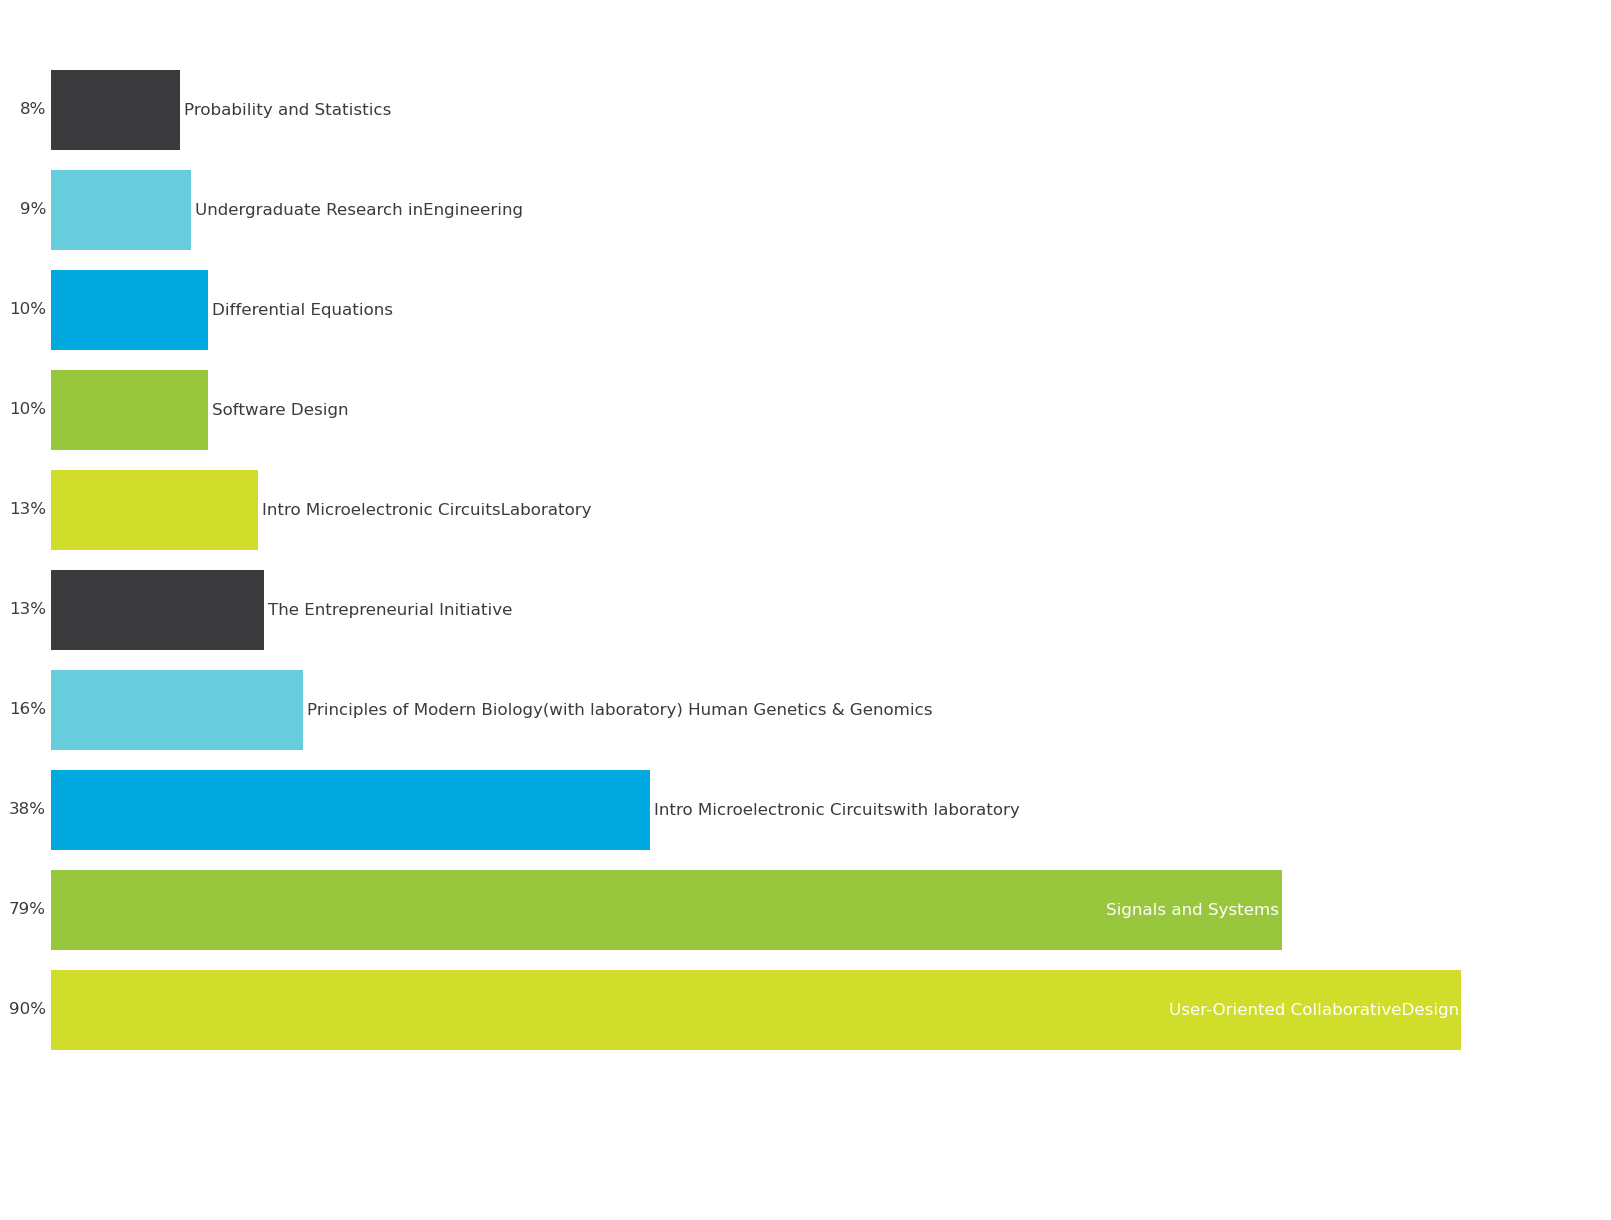 8% Probability and Statistics
9% Undergraduate Research inEngineering
10% Differential Equations
10% Software Design
13% Intro Microelectronic CircuitsLaboratory
13% The Entrepreneurial Initiative
16% Principles of Modern Biology(with laboratory) Human Genetics & Genomics
38% Intro Microelectronic Circuitswith laboratory
79% Signals and Systems
90% User-Oriented CollaborativeDesign